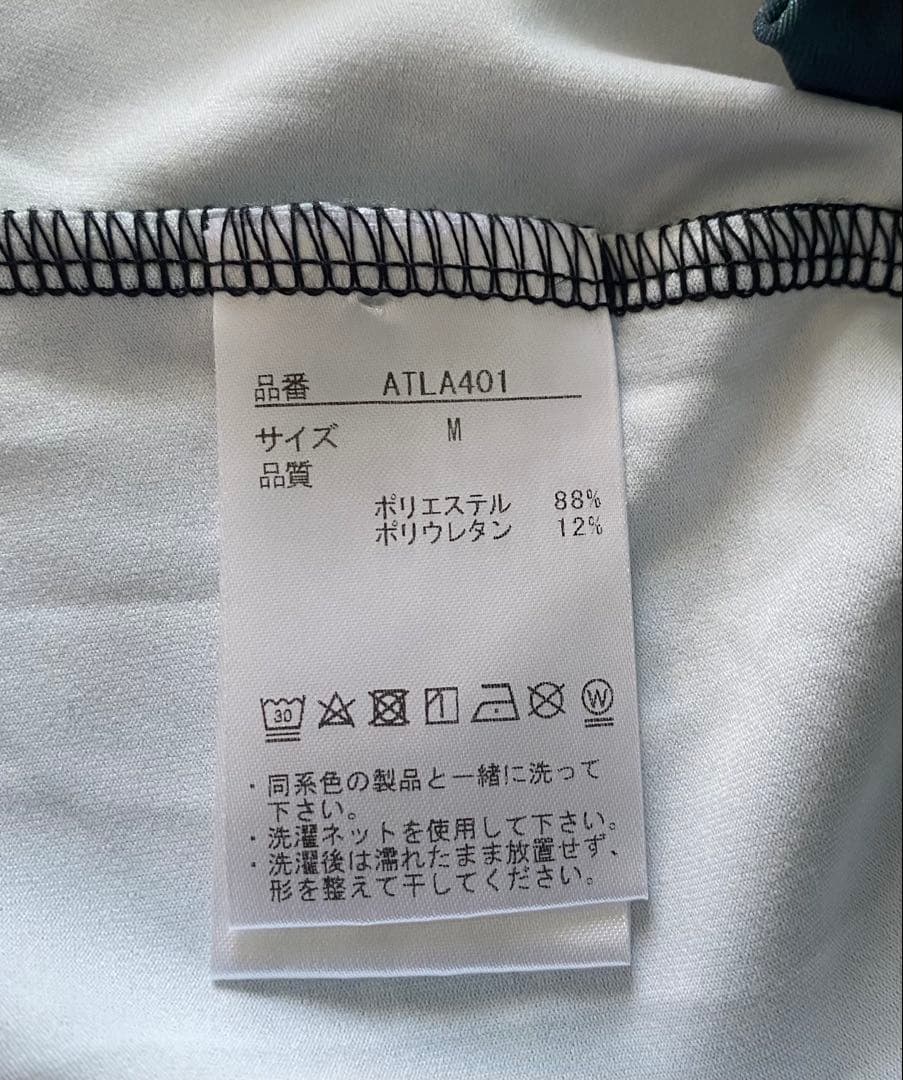 品番 ATLA401
サイズ M
品質
ポリエステル 88%
ポリウレタン 12%
30 W
・同系色の製品と一緒に洗って
下さい。
・洗濯ネットを使用して下さい。
・洗濯後は濡れたまま放置せず、
形を整えて干してください。